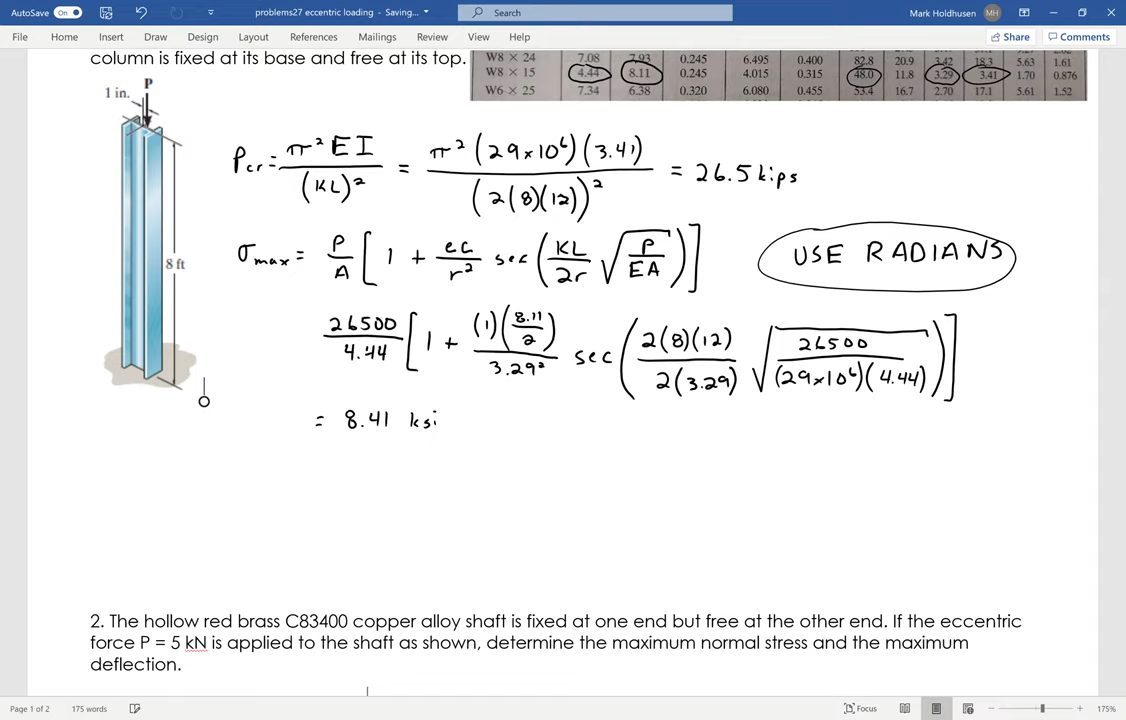 AutoSave On problems27 eccentric loading - Saving... Search Mark Holdhusen MH
File Home Insert Draw Design Layout References Mailings Review View Help Share Comments
column is fixed at its base and free at its top.
W8 × 24 7.08 7.93 0.245 6.495 0.400 82.8 20.9 3.42 18.3 5.63 1.61
W8 × 15 4.44 8.11 0.245 4.015 0.315 48.0 11.8 3.29 3.41 1.70 0.876
W6 × 25 7.34 6.38 0.320 6.080 0.455 53.4 16.7 2.70 17.1 5.61 1.52
P
1 in.
8 ft
Pcr = π² E I / (KL)² = π² (29×10⁶)(3.41) / (2(8)(12))² = 26.5 kips
σmax = P/A [ 1 + ec/r² sec ( KL/2r √(P/EA) ) ]
USE RADIANS
26500/4.44 [ 1 + (1)(8.11/2)/3.29² sec ( 2(8)(12)/2(3.29) √(26500/(29×10⁶)(4.44)) ) ]
= 8.41 ksi
2. The hollow red brass C83400 copper alloy shaft is fixed at one end but free at the other end. If the eccentric
force P = 5 kN is applied to the shaft as shown, determine the maximum normal stress and the maximum
deflection.
Page 1 of 2 175 words Focus 175%